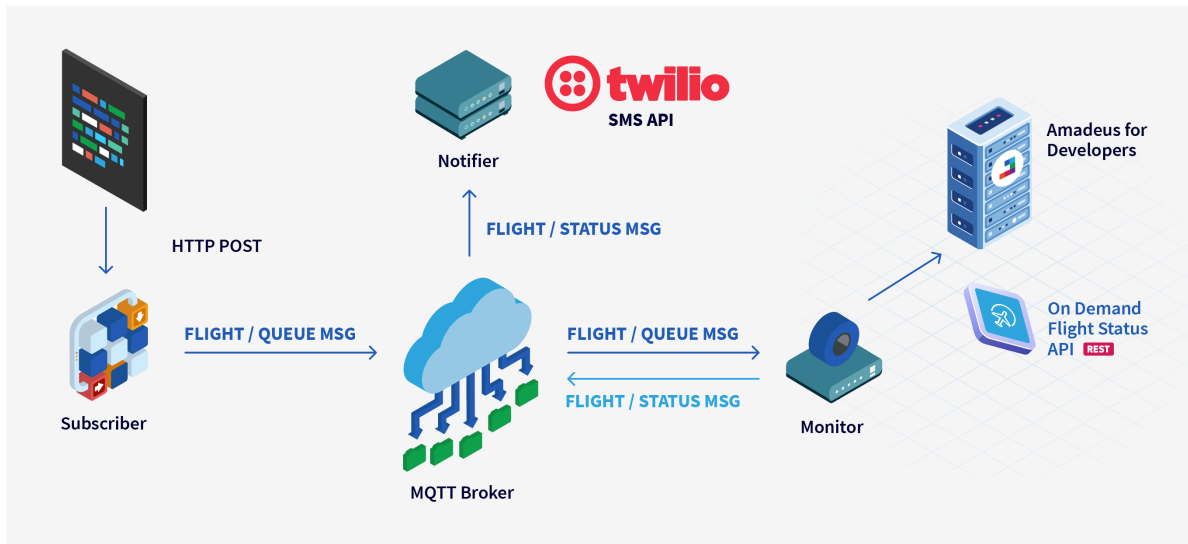 twilio
SMS API
Notifier
Amadeus for
Developers
FLIGHT / STATUS MSG
HTTP POST
On Demand
Flight Status
API REST
FLIGHT / QUEUE MSG
FLIGHT / QUEUE MSG
FLIGHT / STATUS MSG
Subscriber
Monitor
MQTT Broker